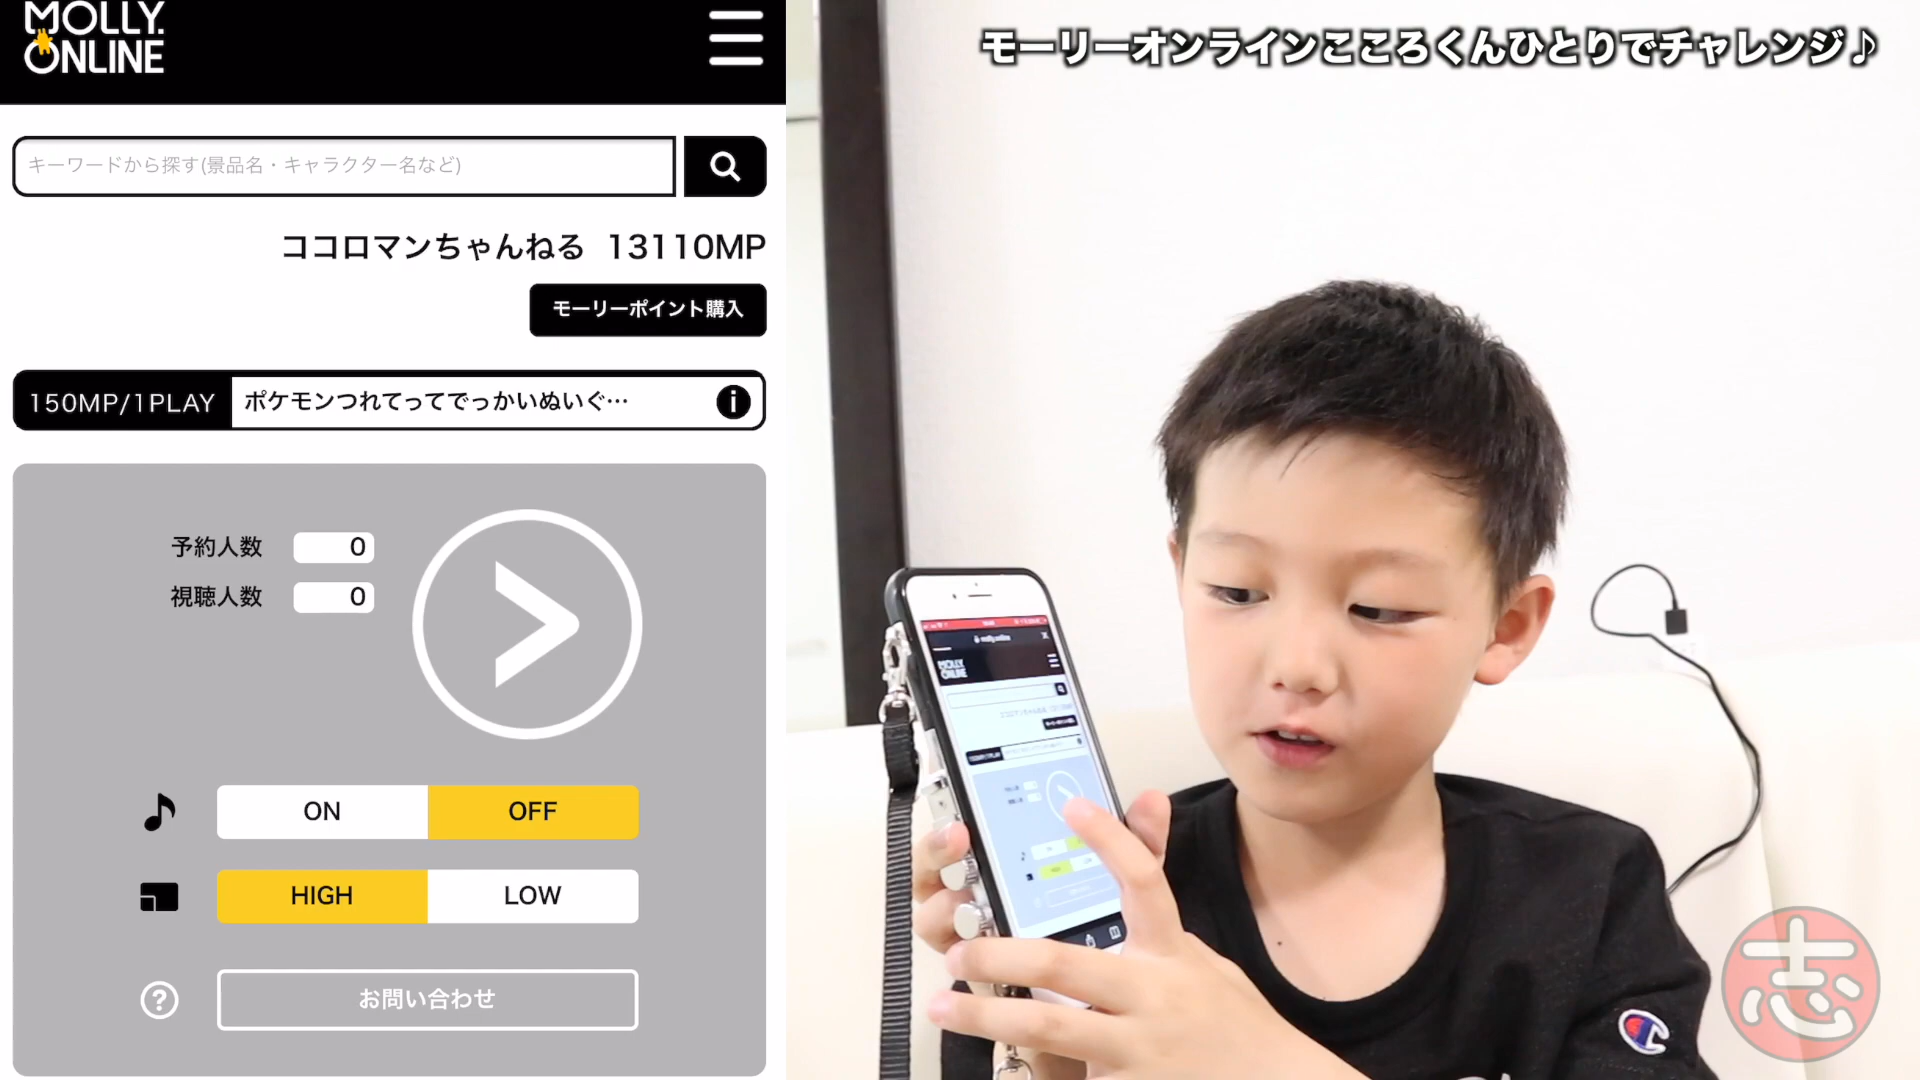 MOLLY.
ONLINE
モーリーオンラインこころくんひとりでチャレンジ♪
キーワードから探す(景品名・キャラクター名など)
ココロマンちゃんねる 13110MP
モーリーポイント購入
150MP/1PLAY ポケモンつれてってでっかいぬいぐ…
予約人数 0
視聴人数 0
ON OFF
HIGH LOW
お問い合わせ
molly.online
MOLLY.
ONLINE
志